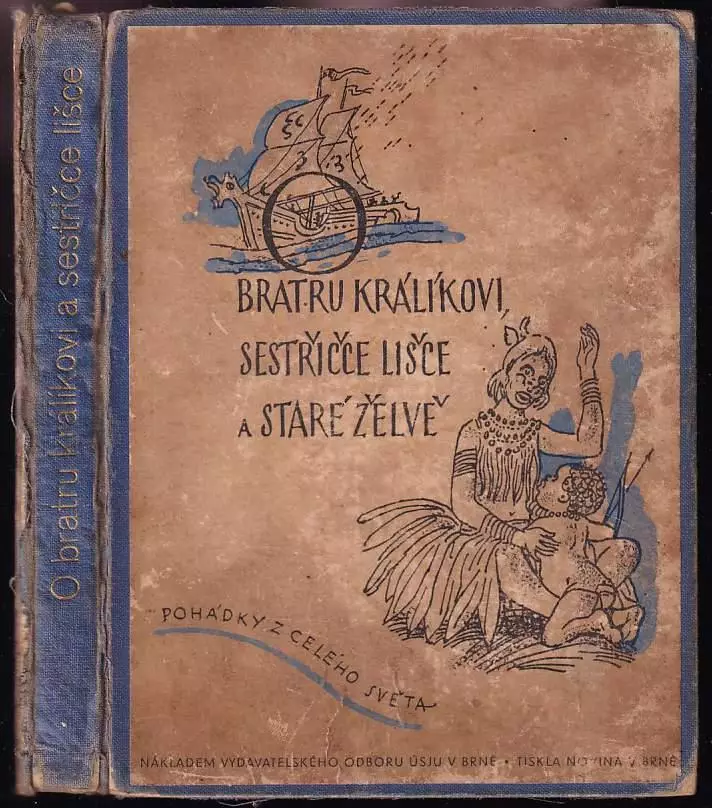 O bratru králíkovi a sestřičce lišce
O
BRATRU KRÁLÍKOVI,
SESTŘIČCE LIŠCE
A STARÉ ŽELVĚ
POHÁDKY Z CELÉHO SVĚTA
NÁKLADEM VYDAVATELSKÉHO ODBORU ÚSJU V BRNĚ • TISKLA NOVINA V BRNĚ